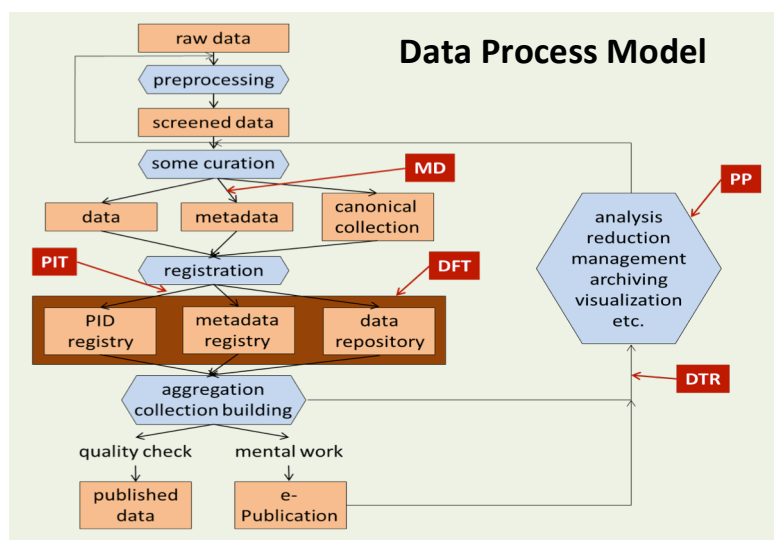 raw data
Data Process Model
preprocessing
screened data
some curation
MD
PP
data
metadata
canonical
collection
analysis
reduction
management
archiving
visualization
etc.
PIT
registration
DFT
PID
registry
metadata
registry
data
repository
aggregation
collection building
DTR
quality check
mental work
published
data
e-
Publication